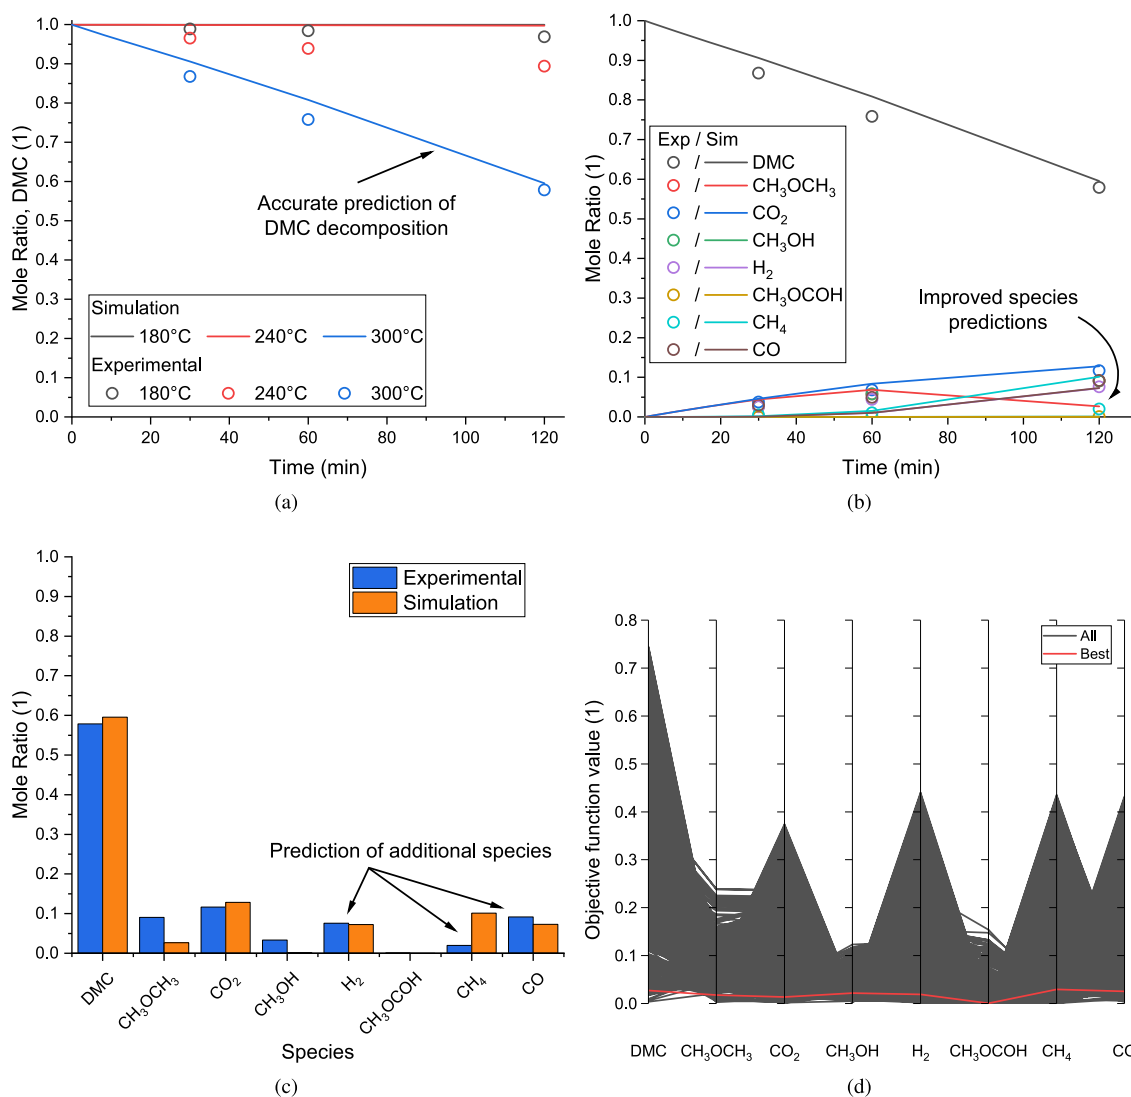 1.0
0.9
0.8
0.7
0.6
0.5
0.4
0.3
0.2
0.1
0.0
Mole Ratio, DMC (1)
Accurate prediction of
DMC decomposition
Simulation
180°C 240°C 300°C
Experimental
180°C 240°C 300°C
0 20 40 60 80 100 120
Time (min)
(a)
1.0
0.9
0.8
0.7
0.6
0.5
0.4
0.3
0.2
0.1
0.0
Mole Ratio (1)
Exp / Sim
/ DMC
/ CH₃OCH₃
/ CO₂
/ CH₃OH
/ H₂
/ CH₃OCOH
/ CH₄
/ CO
Improved species
predictions
0 20 40 60 80 100 120
Time (min)
(b)
1.0
0.9
0.8
0.7
0.6
0.5
0.4
0.3
0.2
0.1
0.0
Mole Ratio (1)
Experimental
Simulation
Prediction of additional species
DMC CH₃OCH₃ CO₂ CH₃OH H₂ CH₃OCOH CH₄ CO
Species
(c)
0.8
0.7
0.6
0.5
0.4
0.3
0.2
0.1
0.0
Objective function value (1)
All
Best
DMC CH₃OCH₃ CO₂ CH₃OH H₂ CH₃OCOH CH₄ CO
(d)